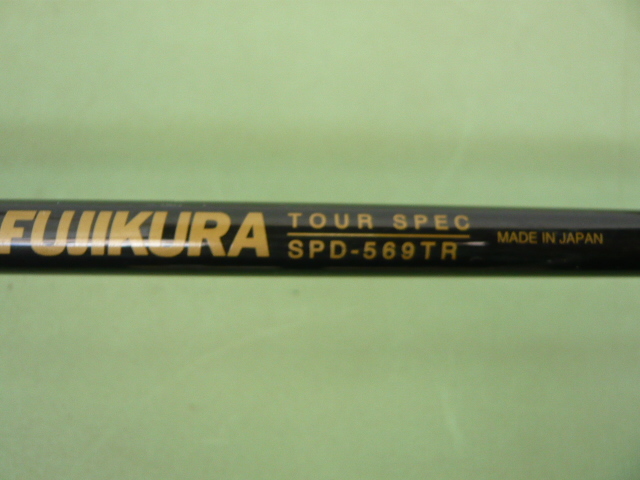 FUJIKURA
TOUR SPEC
SPD-569TR
MADE IN JAPAN